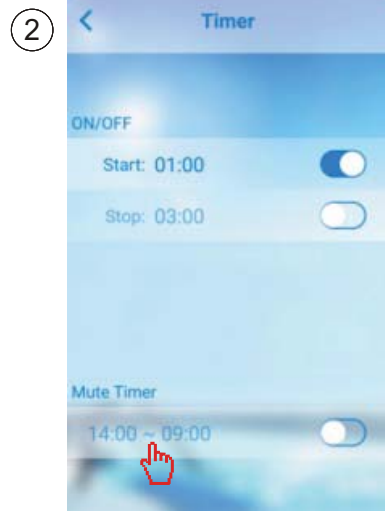 2
Timer
ON/OFF
Start: 01:00
Stop: 03:00
Mute Timer
14:00 ~ 09:00